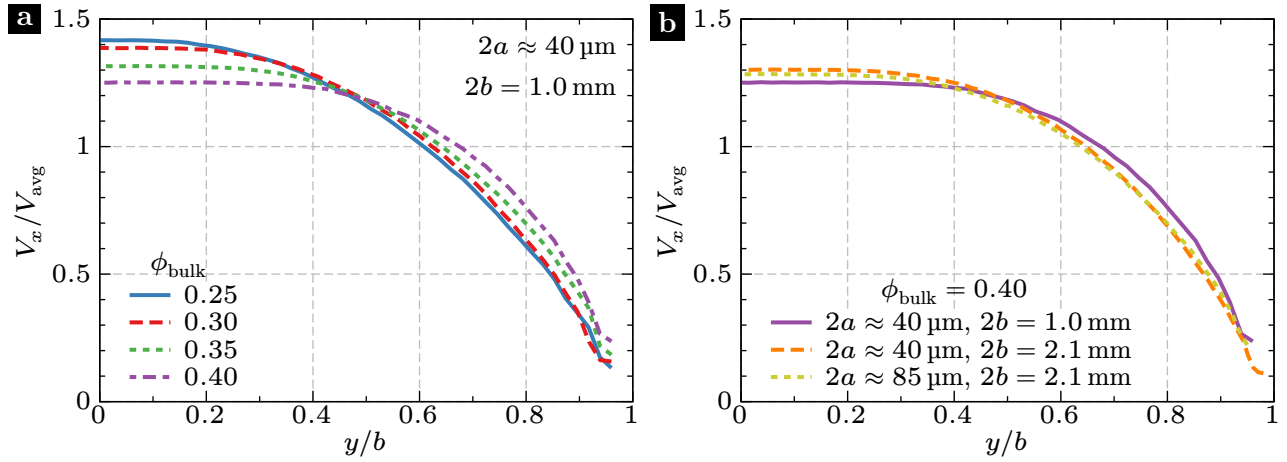 a
1.5
1
0.5
0
V_x/V_avg
2a ≈ 40 µm
2b = 1.0 mm
ϕ_bulk
0.25
0.30
0.35
0.40
0 0.2 0.4 0.6 0.8 1
y/b
b
1.5
1
0.5
0
V_x/V_avg
ϕ_bulk = 0.40
2a ≈ 40 µm, 2b = 1.0 mm
2a ≈ 40 µm, 2b = 2.1 mm
2a ≈ 85 µm, 2b = 2.1 mm
0 0.2 0.4 0.6 0.8 1
y/b